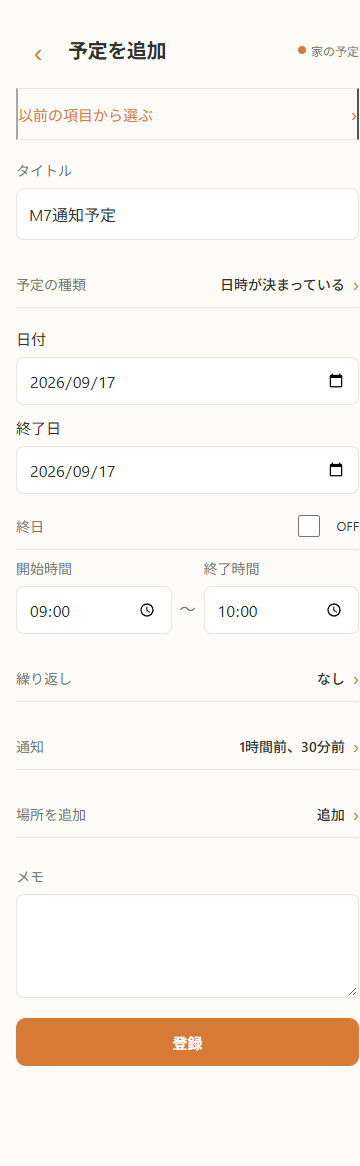 ‹ 予定を追加 家の予定
以前の項目から選ぶ ›
タイトル
M7通知予定
予定の種類 日時が決まっている ›
日付
2026/09/17
終了日
2026/09/17
終日 OFF
開始時間 終了時間
09:00 ～ 10:00
繰り返し なし ›
通知 1時間前、30分前 ›
場所を追加 追加 ›
メモ
登録